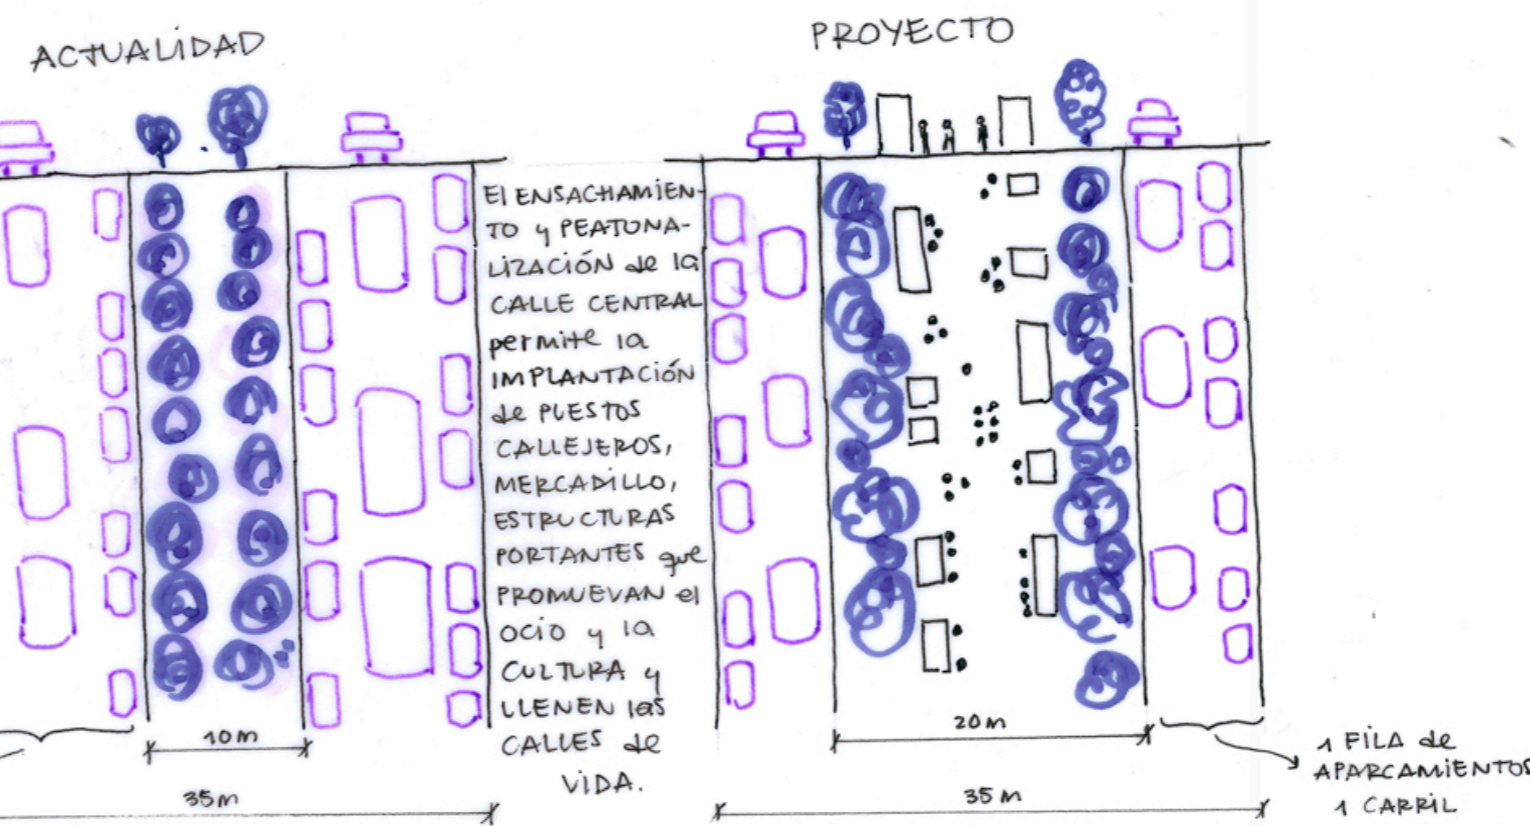 ACTUALIDAD
PROYECTO
El ENSACHAMIEN-
TO y PEATONA-
LIZACIÓN de la
CALLE CENTRAL
permite la
IMPLANTACIÓN
de PUESTOS
CALLEJEROS,
MERCADILLO,
ESTRUCTURAS
PORTANTES que
PROMUEVAN el
OCIO y la
CULTURA y
LLENEN las
CALLES de
VIDA.
10m
35m
20m
35m
1 FILA de
APARCAMIENTOS
1 CARRIL